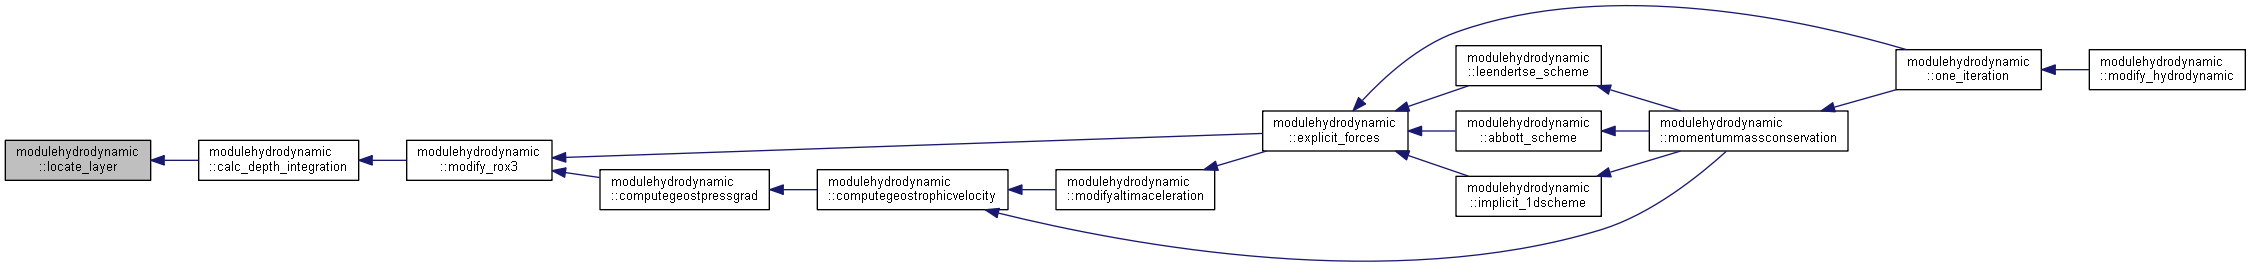 modulehydrodynamic
::locate_layer
modulehydrodynamic
::calc_depth_integration
modulehydrodynamic
::modify_rox3
modulehydrodynamic
::computegeostpressgrad
modulehydrodynamic
::computegeostrophicvelocity
modulehydrodynamic
::modifyaltimaceleration
modulehydrodynamic
::explicit_forces
modulehydrodynamic
::leendertse_scheme
modulehydrodynamic
::abbott_scheme
modulehydrodynamic
::implicit_1dscheme
modulehydrodynamic
::momentummassconservation
modulehydrodynamic
::one_iteration
modulehydrodynamic
::modify_hydrodynamic